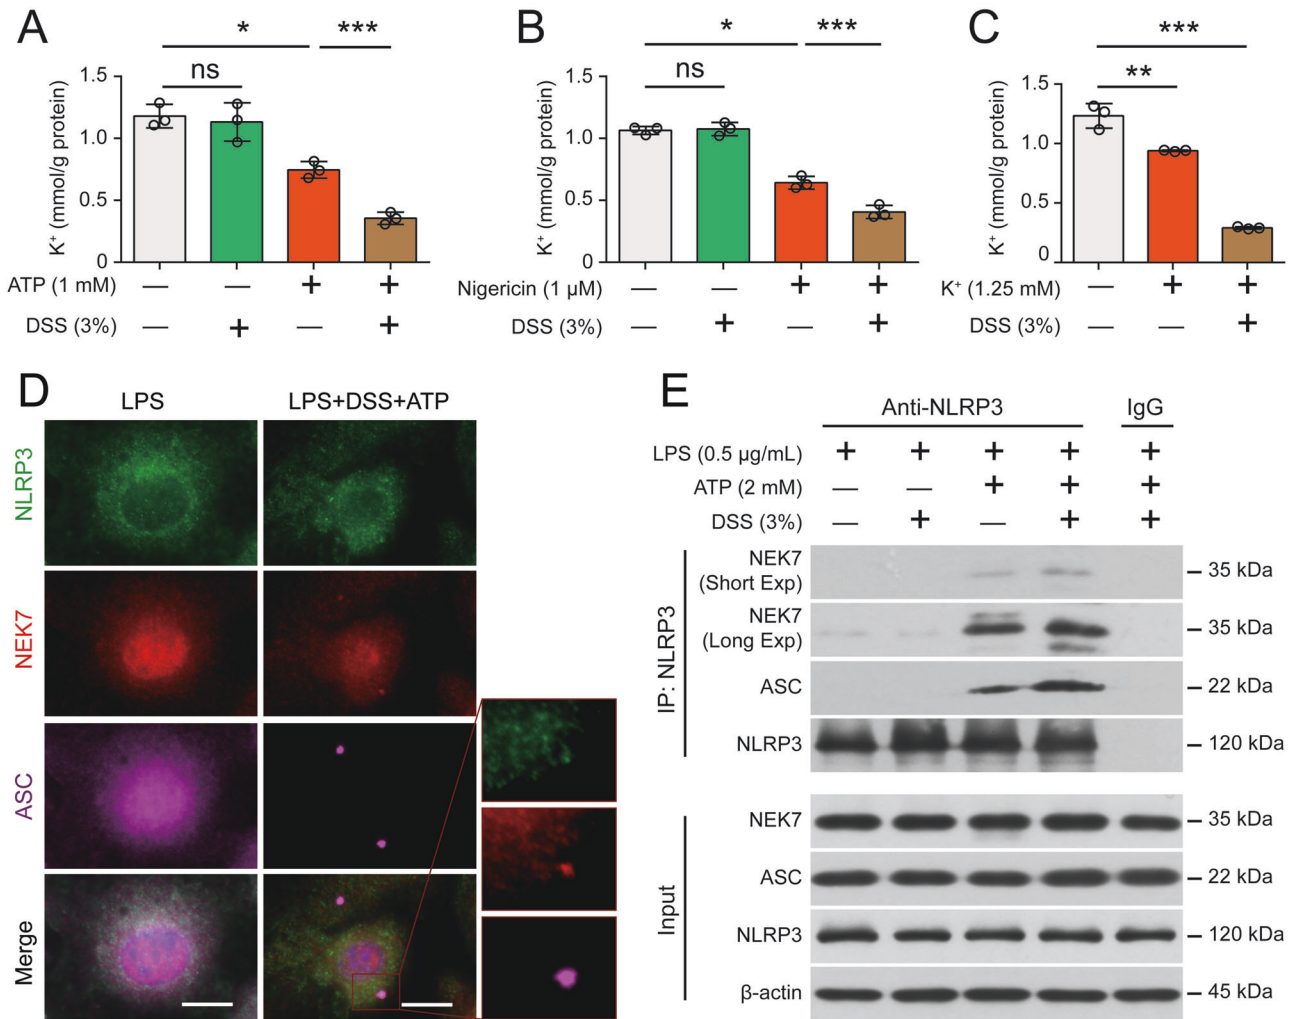 A
* ***
ns
K⁺ (mmol/g protein)
1.5
1.0
0.5
0
ATP (1 mM) — — + +
DSS (3%) — + — +
B
* ***
ns
K⁺ (mmol/g protein)
1.5
1.0
0.5
0
Nigericin (1 µM) — — + +
DSS (3%) — + — +
C
***
**
K⁺ (mmol/g protein)
1.5
1.0
0.5
0
K⁺ (1.25 mM) — + +
DSS (3%) — — +
D
LPS LPS+DSS+ATP
NLRP3
NEK7
ASC
Merge
E
Anti-NLRP3 IgG
LPS (0.5 µg/mL) + + + + +
ATP (2 mM) — — + + +
DSS (3%) — + — + +
IP: NLRP3
NEK7
(Short Exp)
— 35 kDa
NEK7
(Long Exp)
— 35 kDa
ASC — 22 kDa
NLRP3 — 120 kDa
Input
NEK7 — 35 kDa
ASC — 22 kDa
NLRP3 — 120 kDa
β-actin — 45 kDa